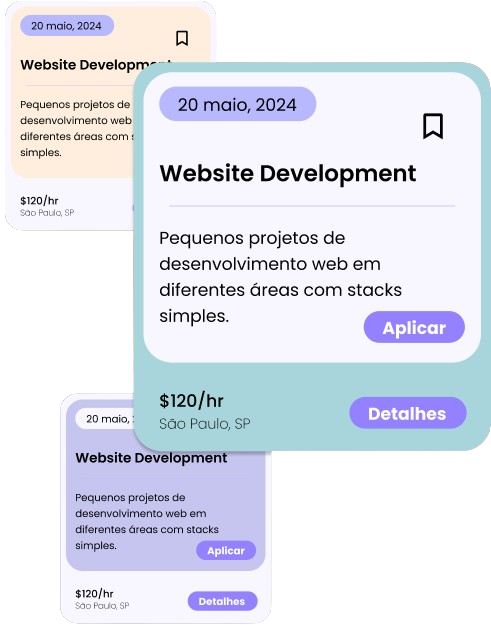 20 maio, 2024
Website Development
Pequenos projetos de
desenvolvimento web
diferentes áreas com
simples.
$120/hr
São Paulo, SP
20 maio, 2024
Website Development
Pequenos projetos de
desenvolvimento web em
diferentes áreas com stacks
simples.
Aplicar
$120/hr
São Paulo, SP
Detalhes
20 maio,
Website Development
Pequenos projetos de
desenvolvimento web em
diferentes áreas com stacks
simples.
Aplicar
$120/hr
São Paulo, SP
Detalhes